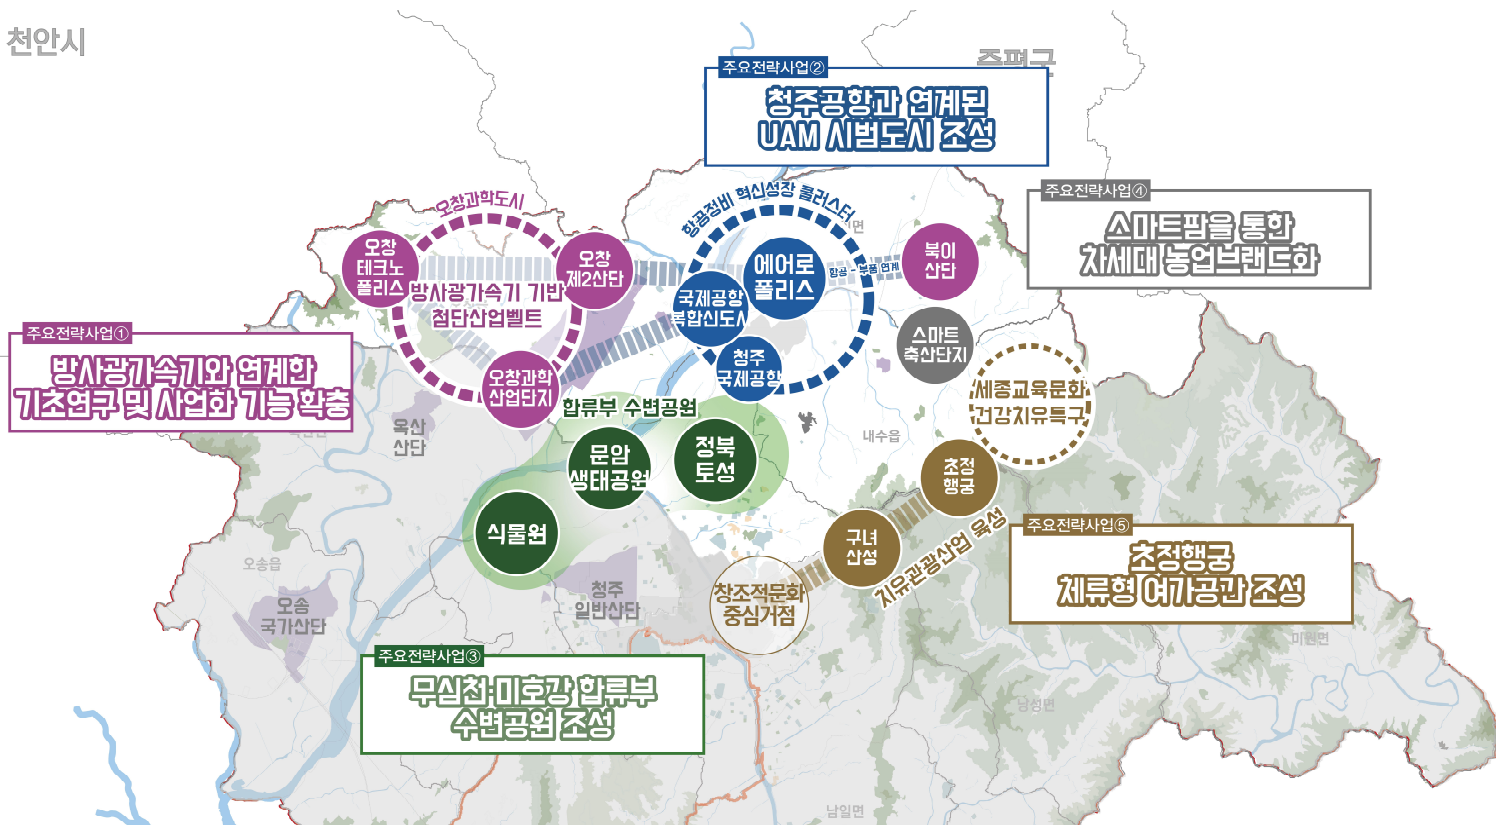 천안시
증평군
주요전략사업②
청주공항과 연계된
UAM 시범도시 조성
주요전략사업④
스마트팜을 통한
차세대 농업브랜드화
오창과학도시
항공정비 혁신성장 클러스터
오창
테크노
폴리스
오창
제2산단
방사광가속기 기반
첨단산업벨트
에어로
폴리스
국제공항
복합신도시
청주
국제공항
항공 - 부품 연계
북이
산단
스마트
축산단지
주요전략사업①
방사광가속기와 연계한
기초연구 및 사업화 기능 확충
오창과학
산업단지
세종교육문화
건강치유특구
합류부 수변공원
옥산
산단
내수읍
문암
생태공원
정북
토성
식물원
초정
행궁
구녀
산성
치유관광산업 육성
주요전략사업⑤
초정행궁
체류형 여가공간 조성
오송읍
오송
국가산단
청주
일반산단
창조적문화
중심거점
미원면
주요전략사업③
무심천·미호강 합류부
수변공원 조성
낭성면
남일면